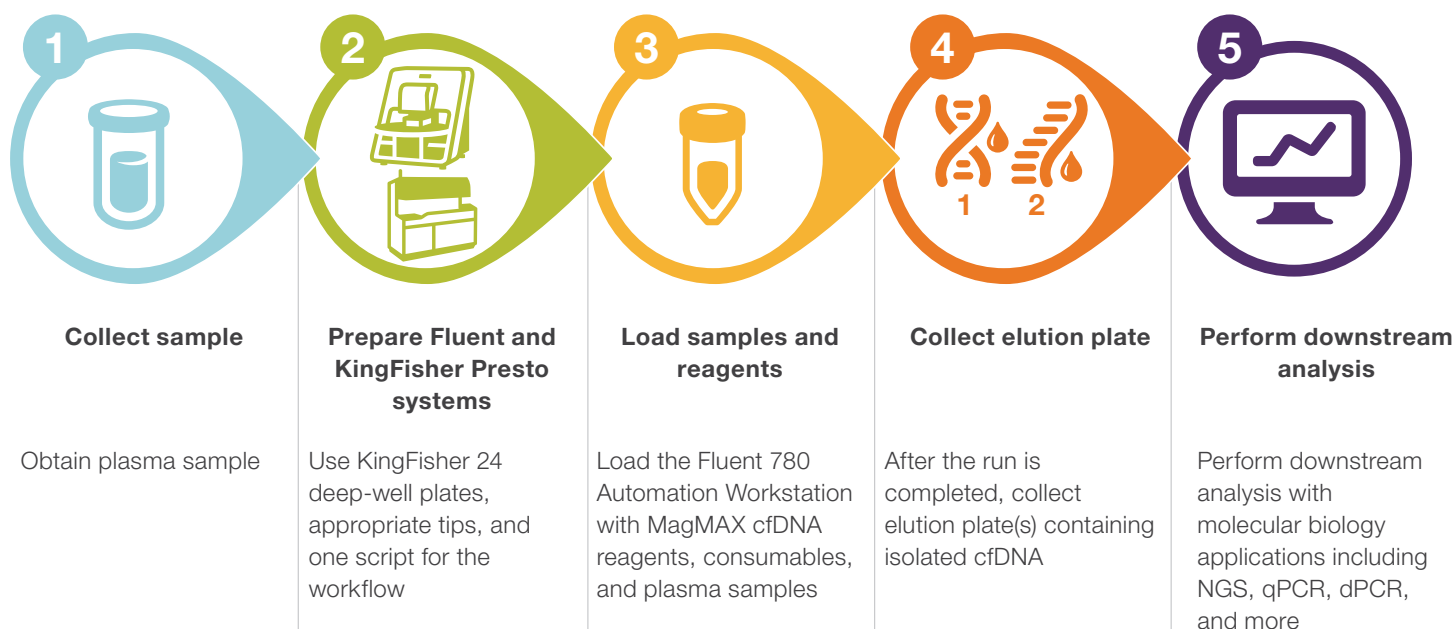 1
Collect sample
Obtain plasma sample
2
Prepare Fluent and
KingFisher Presto
systems
Use KingFisher 24
deep-well plates,
appropriate tips, and
one script for the
workflow
3
Load samples and
reagents
Load the Fluent 780
Automation Workstation
with MagMAX cfDNA
reagents, consumables,
and plasma samples
4
1
2
Collect elution plate
After the run is
completed, collect
elution plate(s) containing
isolated cfDNA
5
Perform downstream
analysis
Perform downstream
analysis with
molecular biology
applications including
NGS, qPCR, dPCR,
and more